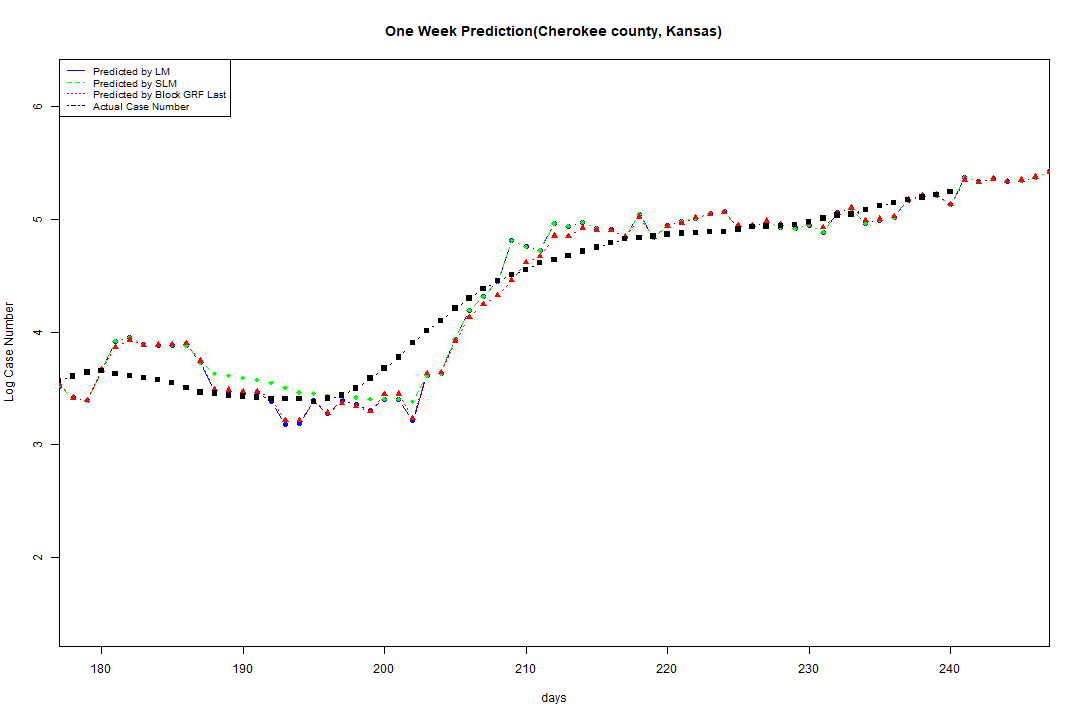 One Week Prediction(Cherokee county, Kansas)
Predicted by LM
Predicted by SLM
Predicted by Block GRF Last
Actual Case Number
6
5
4
3
2
Log Case Number
180 190 200 210 220 230 240
days